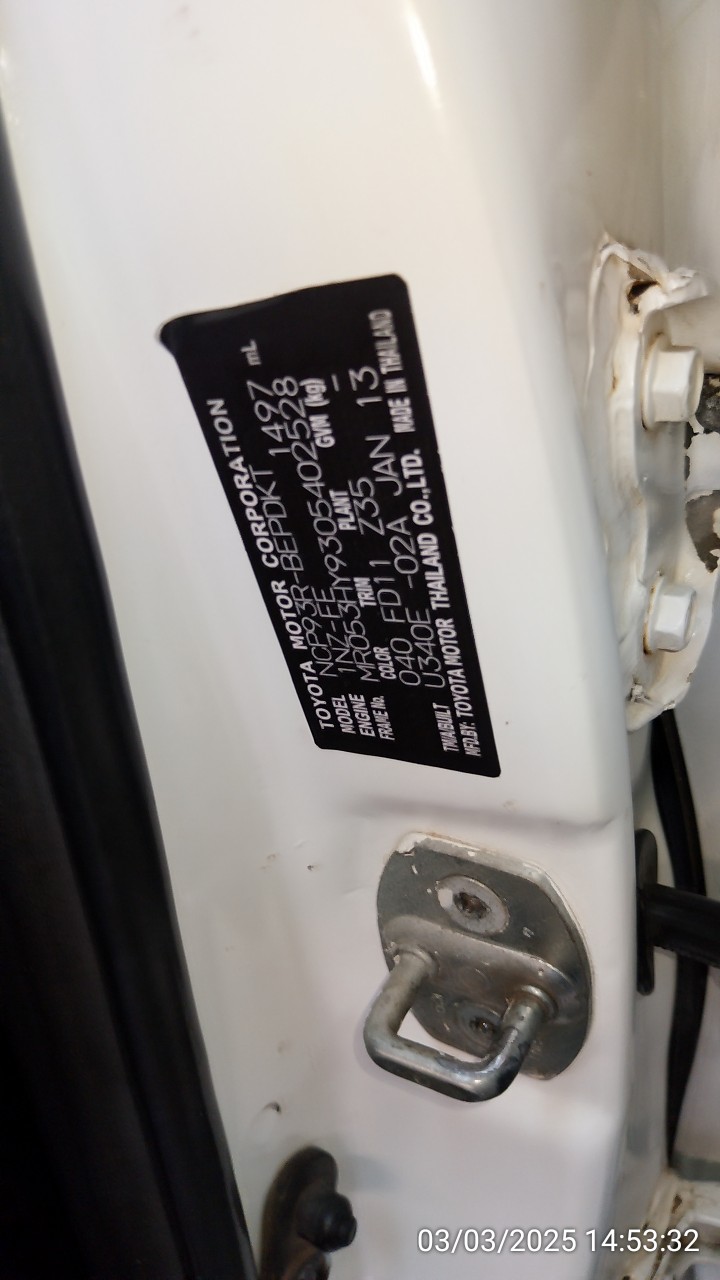 TOYOTA MOTOR CORPORATION
MODEL NCP93R-BEPDKT 1497 mL
ENGINE 1NZ-FE
FRAME No. MR053HY9305402528
COLOR TRIM PLANT GVM (kg)
040 FD11 Z35 –
U340E -02A JAN 13
TMA/BUILT
MFD.BY: TOYOTA MOTOR THAILAND CO.,LTD. MADE IN THAILAND
03/03/2025 14:53:32